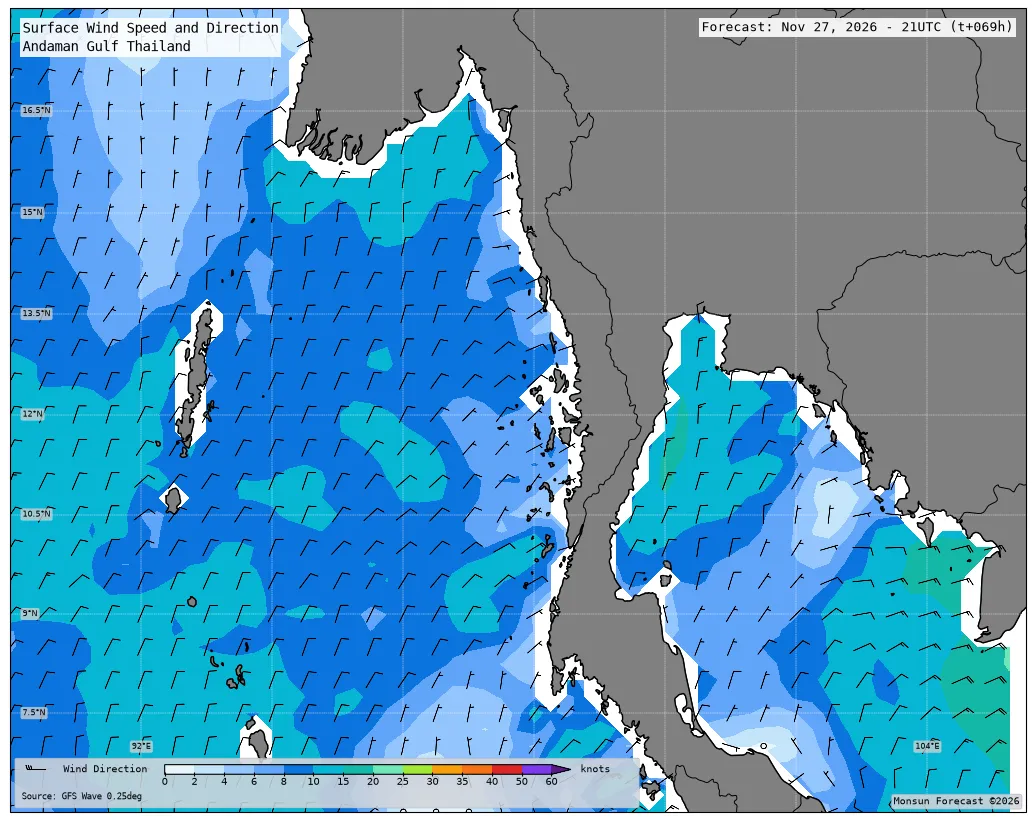 Surface Wind Speed and Direction
Andaman Gulf Thailand
Forecast: Nov 27, 2026 - 21UTC (t+069h)
16.5°N
15°N
13.5°N
12°N
10.5°N
9°N
7.5°N
92°E
104°E
Wind Direction
0 2 4 6 8 10 15 20 25 30 35 40 50 60
knots
Source: GFS Wave 0.25deg
Monsun Forecast ©2026